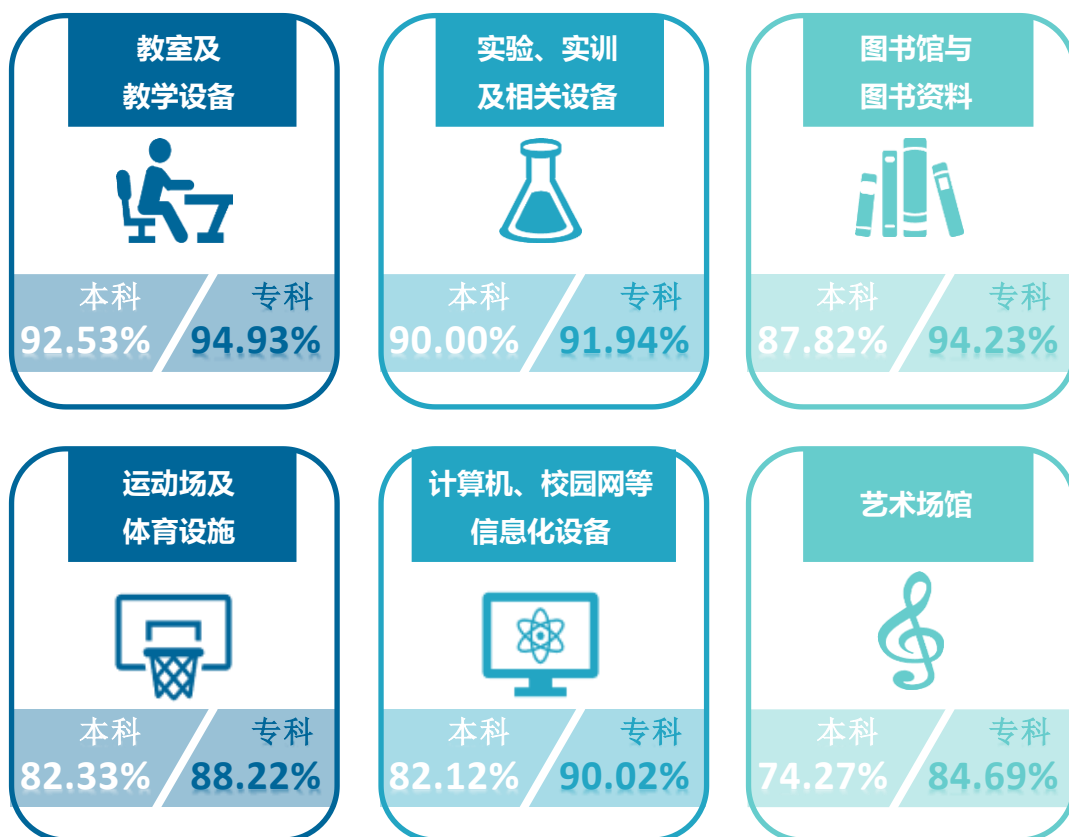 教室及
教学设备
本科
专科
92.53%
94.93%
实验、实训
及相关设备
本科
专科
90.00%
91.94%
图书馆与
图书资料
本科
专科
87.82%
94.23%
运动场及
体育设施
本科
专科
82.33%
88.22%
计算机、校园网等
信息化设备
本科
专科
82.12%
90.02%
艺术场馆
本科
专科
74.27%
84.69%